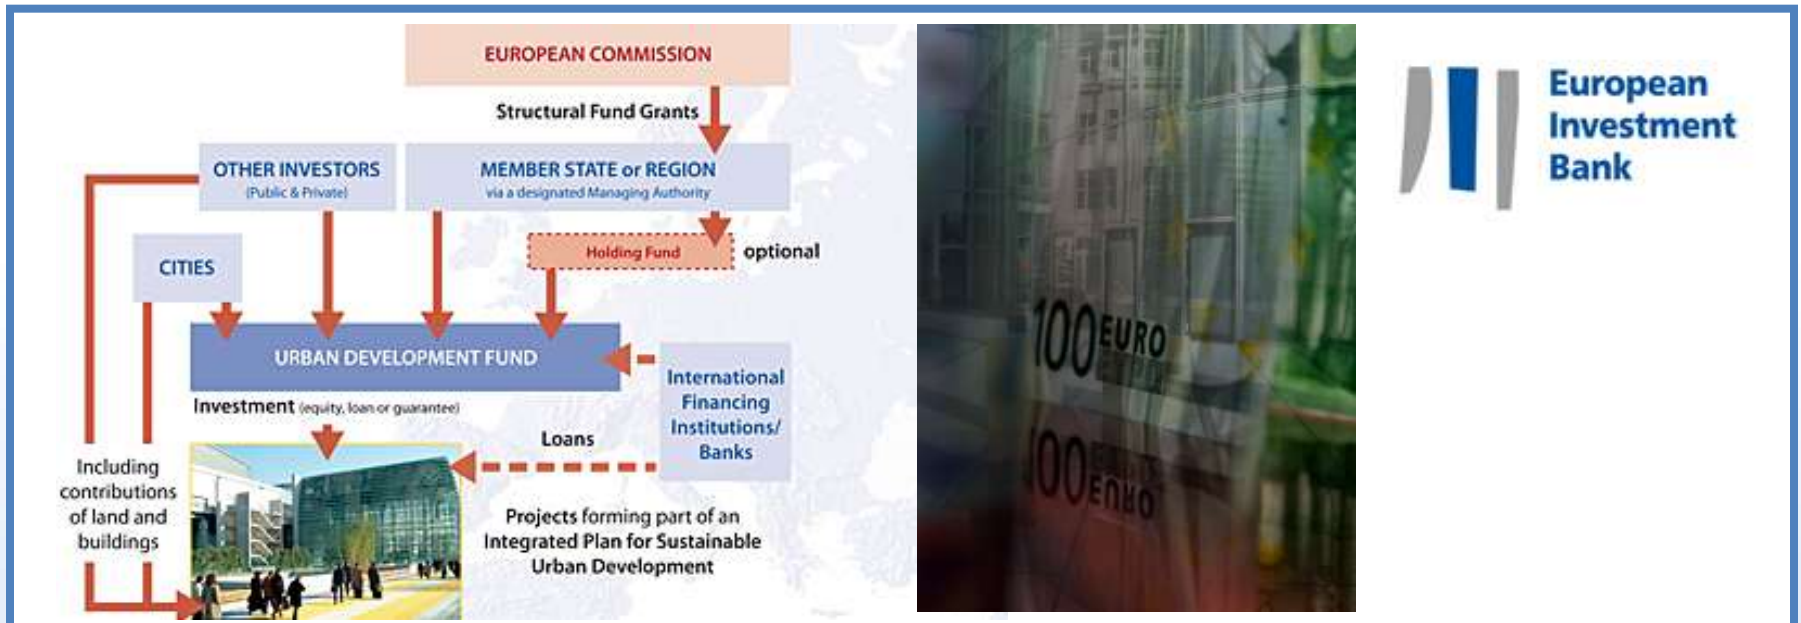 EUROPEAN COMMISSION
Structural Fund Grants
OTHER INVESTORS
(Public & Private)
MEMBER STATE or REGION
via a designated Managing Authority
Holding Fund
optional
CITIES
URBAN DEVELOPMENT FUND
International
Financing
Institutions/
Banks
Investment (equity, loan or guarantee)
Loans
Including
contributions
of land and
buildings
Projects forming part of an
Integrated Plan for Sustainable
Urban Development
100 EURO
100 EURO
European
Investment
Bank